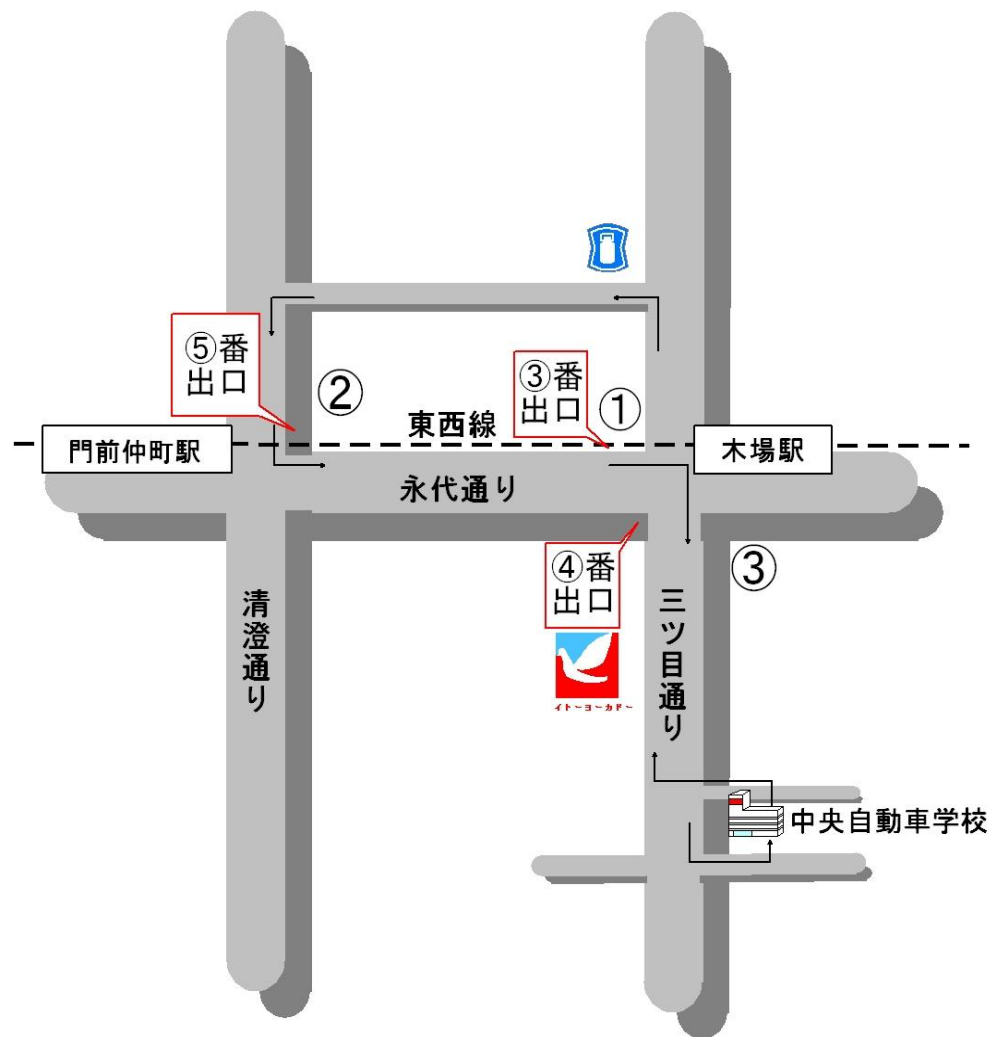 ⑤番
出口
②
③番
出口
①
東西線
門前仲町駅
木場駅
永代通り
④番
出口
③
清澄通り
三ツ目通り
イトーヨーカドー
中央自動車学校